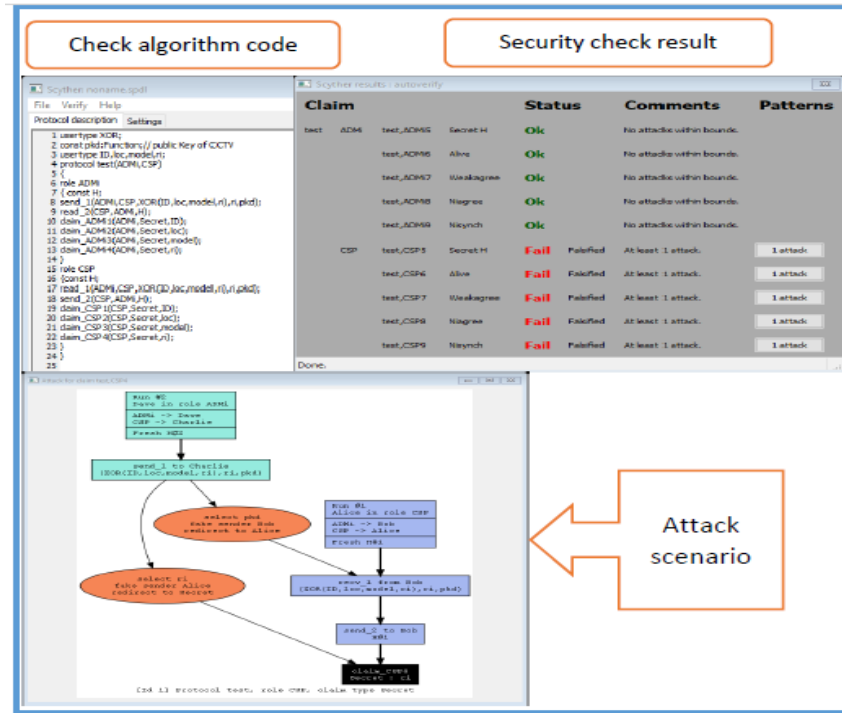 Check algorithm code
Security check result
Scyther: noname.spdl
File Verify Help
Protocol description Settings
1 usertype XOR;
2 const pkd:Function;// public Key of CCTV
3 usertype ID,loc,model,ri;
4 protocol test(ADMi,CSP)
5 {
6 role ADMi
7 { const H;
8 send_1(ADMi,CSP,XOR(ID,loc,model,ri),ri,pkd);
9 read_2(CSP,ADMi,H);
10 claim_ADMi1(ADMi,Secret,ID);
11 claim_ADMi2(ADMi,Secret,loc);
12 claim_ADMi3(ADMi,Secret,model);
13 claim_ADMi4(ADMi,Secret,ri);
14 }
15 role CSP
16 {const H;
17 read_1(ADMi,CSP,XOR(ID,loc,model,ri),ri,pkd);
18 send_2(CSP,ADMi,H);
19 claim_CSP1(CSP,Secret,ID);
20 claim_CSP2(CSP,Secret,loc);
21 claim_CSP3(CSP,Secret,model);
22 claim_CSP4(CSP,Secret,ri);
23 }
24 }
25
Scyther results : autoverify
Claim Status Comments Patterns
test ADMi test,ADMi5 Secret H Ok No attacks within bounds.
test,ADMi6 Alive Ok No attacks within bounds.
test,ADMi7 Weakagree Ok No attacks within bounds.
test,ADMi8 Niagree Ok No attacks within bounds.
test,ADMi9 Nisynch Ok No attacks within bounds.
CSP test,CSP5 Secret H Fail Falsified At least 1 attack. 1 attack
test,CSP6 Alive Fail Falsified At least 1 attack. 1 attack
test,CSP7 Weakagree Fail Falsified At least 1 attack. 1 attack
test,CSP8 Niagree Fail Falsified At least 1 attack. 1 attack
test,CSP9 Nisynch Fail Falsified At least 1 attack. 1 attack
Done.
Attack for claim test,CSP4
Run #2
Dave in role ADMi
ADMi -> Dave
CSP -> Charlie
Fresh H#2
send_1 to Charlie
(XOR(ID,loc,model,ri),ri,pkd)
select pkd
fake sender Bob
redirect to Alice
Run #1
Alice in role CSP
ADMi -> Bob
CSP -> Alice
Fresh H#1
select ri
fake sender Alice
redirect to Secret
recv_1 from Bob
(XOR(ID,loc,model,ri),ri,pkd)
send_2 to Bob
H#1
claim_CSP4
Secret : ri
[Id 1] Protocol test, role CSP, claim type Secret
Attack
scenario